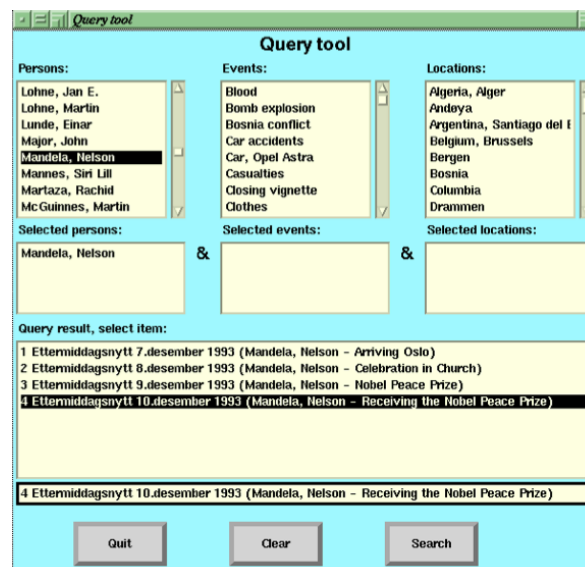 Query tool
Query tool
Persons:
Lohne, Jan E.
Lohne, Martin
Lunde, Einar
Major, John
Mandela, Nelson
Mannes, Siri Lill
Martaza, Rachid
McGuinnes, Martin
Events:
Blood
Bomb explosion
Bosnia conflict
Car accidents
Car, Opel Astra
Casualties
Closing vignette
Clothes
Locations:
Algeria, Alger
Andøya
Argentina, Santiago del E
Belgium, Brussels
Bergen
Bosnia
Columbia
Drammen
Selected persons:
Mandela, Nelson
&
Selected events:
&
Selected locations:
Query result, select item:
1 Ettermiddagsnytt 7.desember 1993 (Mandela, Nelson - Arriving Oslo)
2 Ettermiddagsnytt 8.desember 1993 (Mandela, Nelson - Celebration in Church)
3 Ettermiddagsnytt 9.desember 1993 (Mandela, Nelson - Nobel Peace Prize)
4 Ettermiddagsnytt 10.desember 1993 (Mandela, Nelson - Receiving the Nobel Peace Prize)
4 Ettermiddagsnytt 10.desember 1993 (Mandela, Nelson - Receiving the Nobel Peace Prize)
Quit
Clear
Search